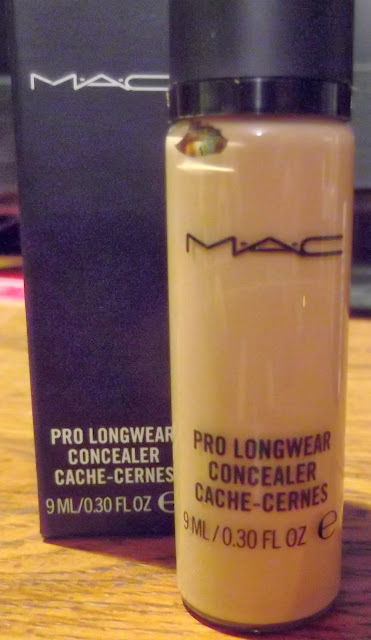 M·A·C
PRO LONGWEAR
CONCEALER
CACHE-CERNES
9 ML/0.30 FL OZ e
M·A·C
PRO LONGWEAR
CONCEALER
CACHE-CERNES
9 ML/0.30 FL OZ e